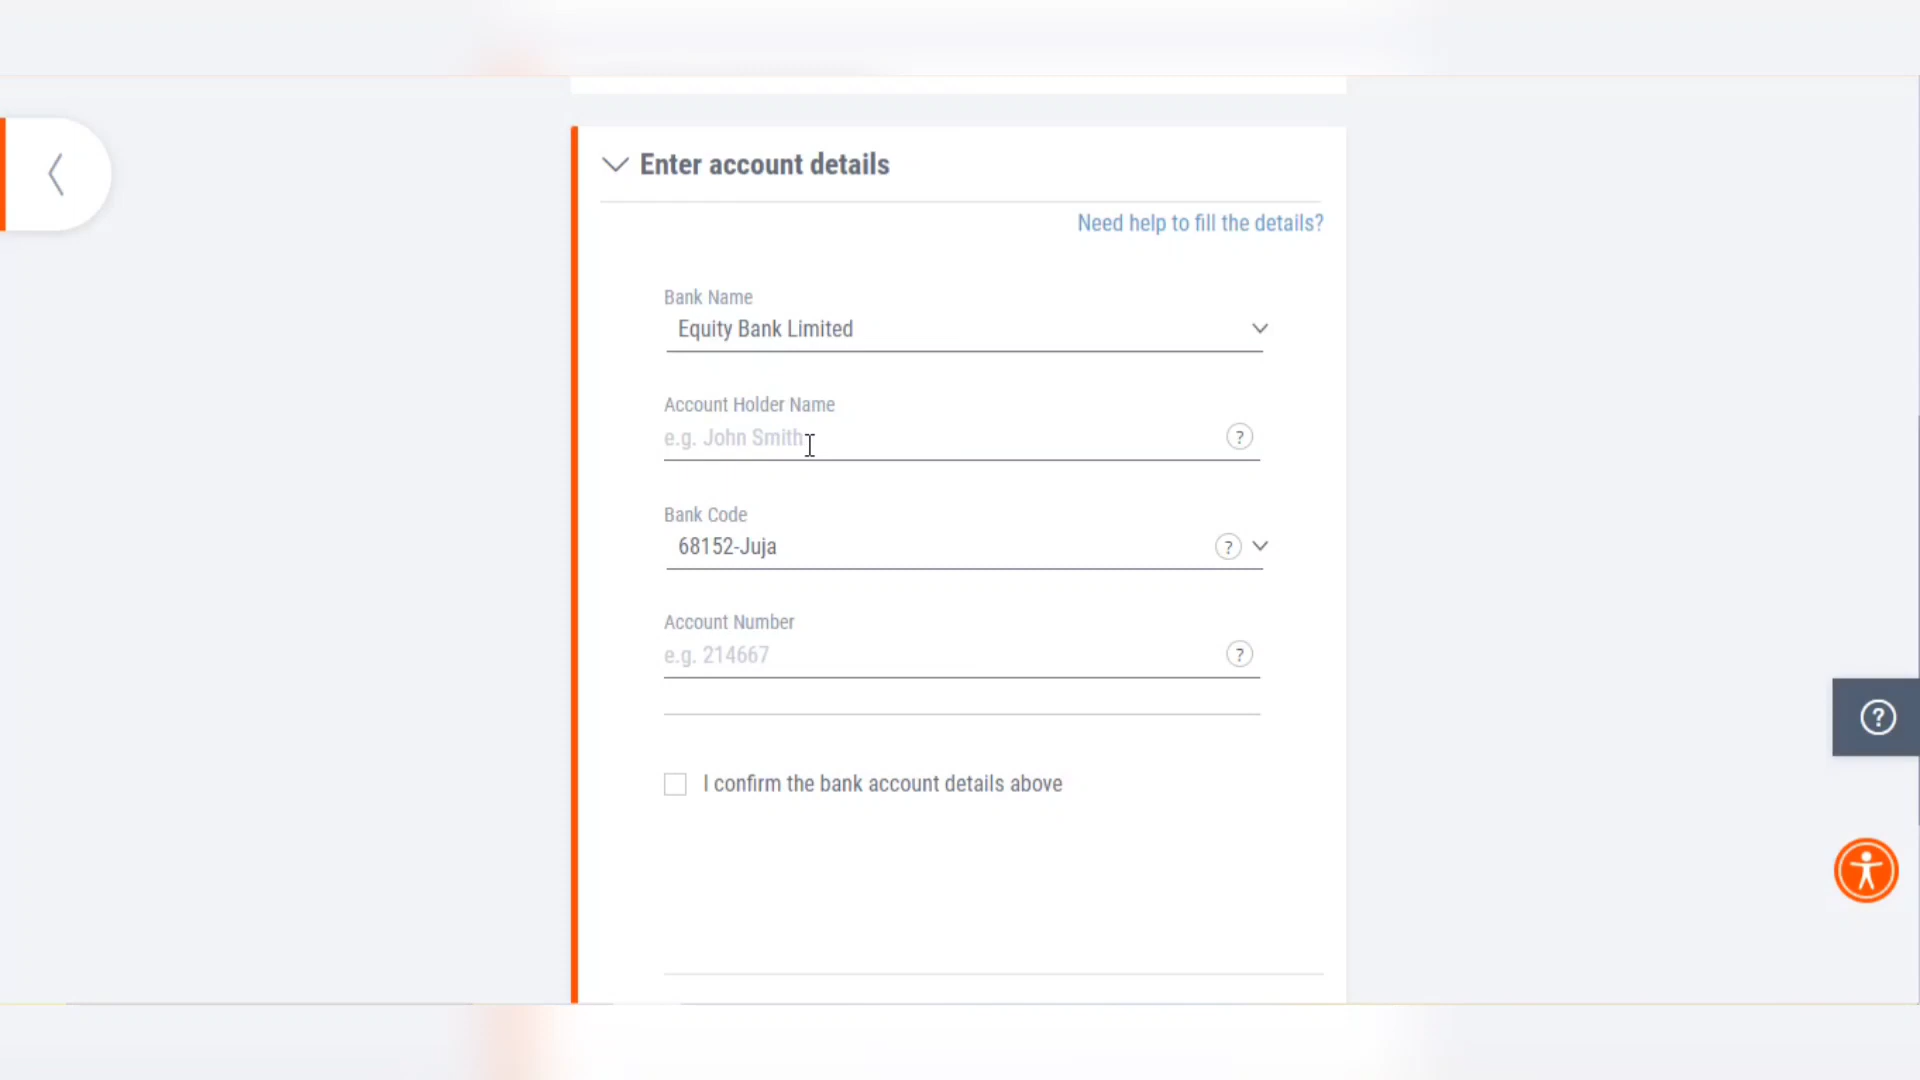 Enter account details
Need help to fill the details?
Bank Name
Equity Bank Limited
Account Holder Name
e.g. John Smith
?
Bank Code
68152-Juja
?
Account Number
e.g. 214667
?
?
I confirm the bank account details above